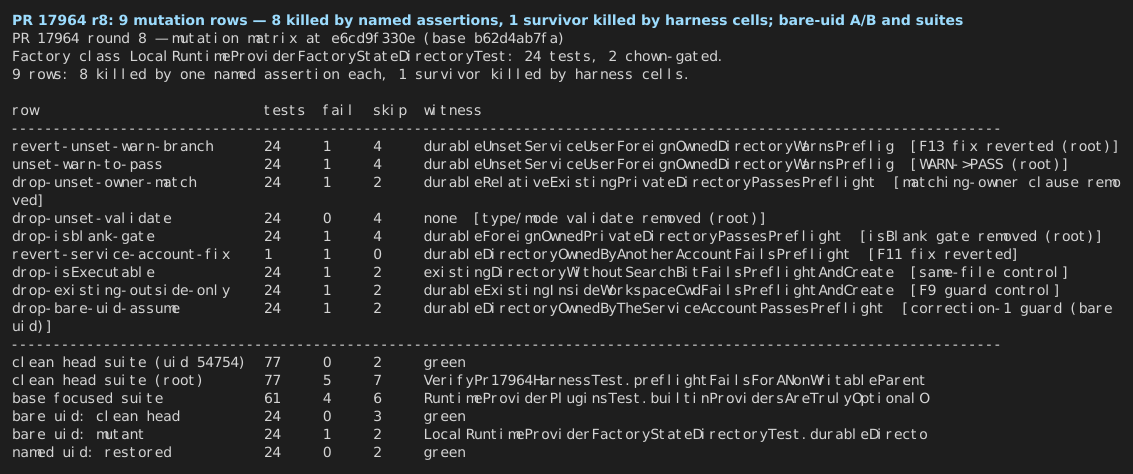 PR 17964 r8: 9 mutation rows — 8 killed by named assertions, 1 survivor killed by harness cells; bare-uid A/B and suites
PR 17964 round 8 — mutation matrix at e6cd9f330e (base b62d4ab7fa)
Factory class LocalRuntimeProviderFactoryStateDirectoryTest: 24 tests, 2 chown-gated.
9 rows: 8 killed by one named assertion each, 1 survivor killed by harness cells.
row tests fail skip witness
------------------------------------------------------------------------------------------------------------------------
revert-unset-warn-branch 24 1 4 durableUnsetServiceUserForeignOwnedDirectoryWarnsPreflig [F13 fix reverted (root)]
unset-warn-to-pass 24 1 4 durableUnsetServiceUserForeignOwnedDirectoryWarnsPreflig [WARN->PASS (root)]
drop-unset-owner-match 24 1 2 durableRelativeExistingPrivateDirectoryPassesPreflight [matching-owner clause remo
ved]
drop-unset-validate 24 0 4 none [type/mode validate removed (root)]
drop-isblank-gate 24 1 4 durableForeignOwnedPrivateDirectoryPassesPreflight [isBlank gate removed (root)]
revert-service-account-fix 1 1 0 durableDirectoryOwnedByAnotherAccountFailsPreflight [F11 fix reverted]
drop-isExecutable 24 1 2 existingDirectoryWithoutSearchBitFailsPreflightAndCreate [same-file control]
drop-existing-outside-only 24 1 2 durableExistingInsideWorkspaceCwdFailsPreflightAndCreate [F9 guard control]
drop-bare-uid-assume 24 1 2 durableDirectoryOwnedByTheServiceAccountPassesPreflight [correction-1 guard (bare
uid)]
------------------------------------------------------------------------------------------------------------------------
clean head suite (uid 54754) 77 0 2 green
clean head suite (root) 77 5 7 VerifyPr17964HarnessTest.preflightFailsForANonWritableParent
base focused suite 61 4 6 RuntimeProviderPluginsTest.builtinProvidersAreTrulyOptionalO
bare uid: clean head 24 0 3 green
bare uid: mutant 24 1 2 LocalRuntimeProviderFactoryStateDirectoryTest.durableDirecto
named uid: restored 24 0 2 green